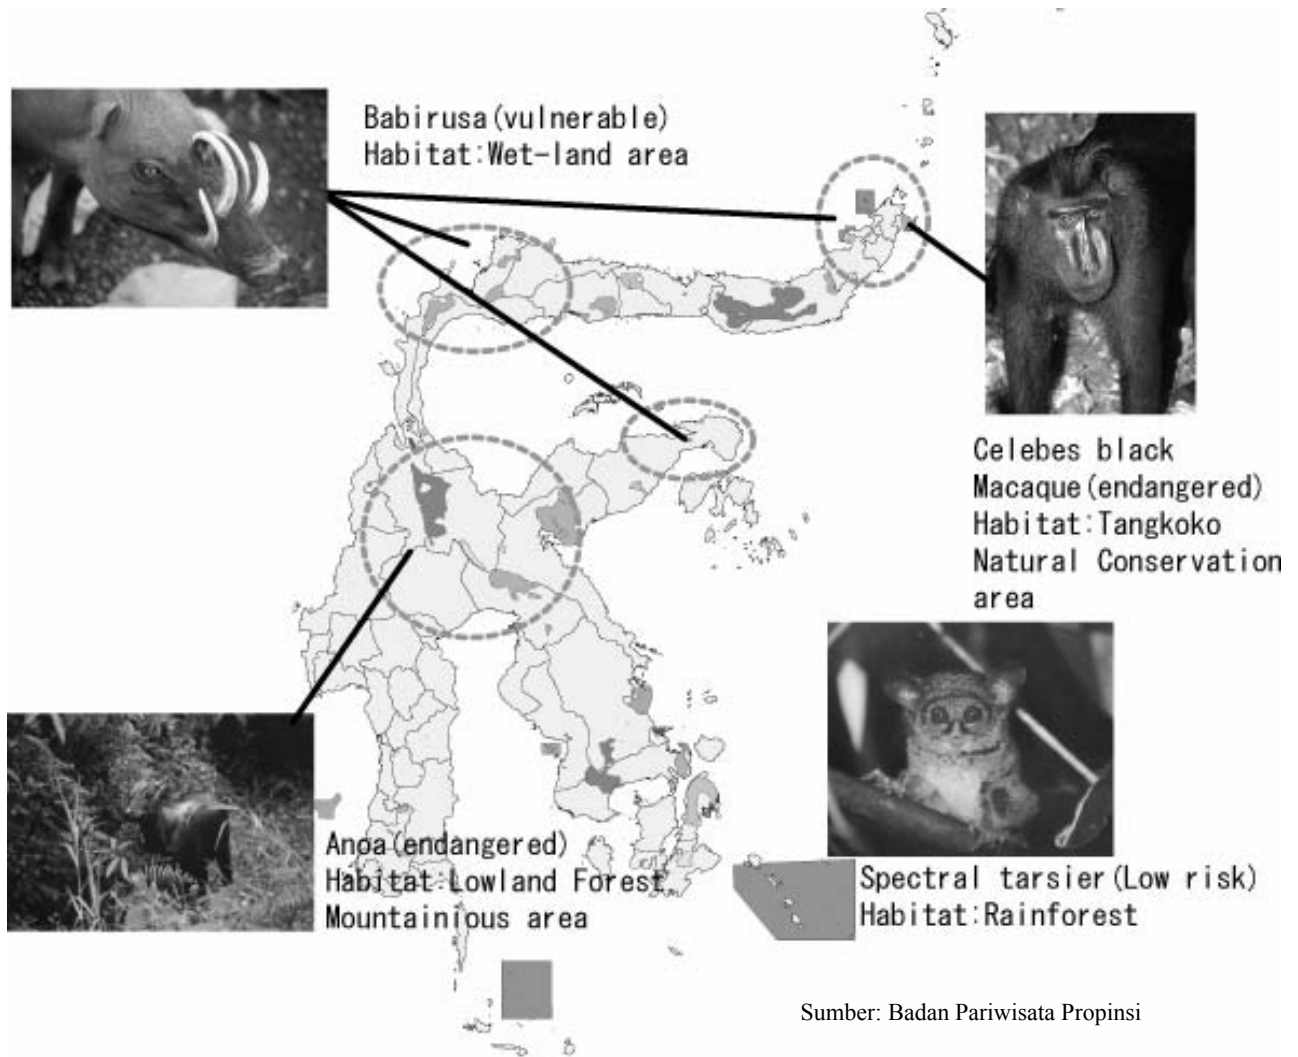 Babirusa(vulnerable)
Habitat:Wet-land area
Celebes black
Macaque(endangered)
Habitat:Tangkoko
Natural Conservation
area
Anoa(endangered)
Habitat:Lowland Forest
Mountainious area
Spectral tarsier(Low risk)
Habitat:Rainforest
Sumber: Badan Pariwisata Propinsi